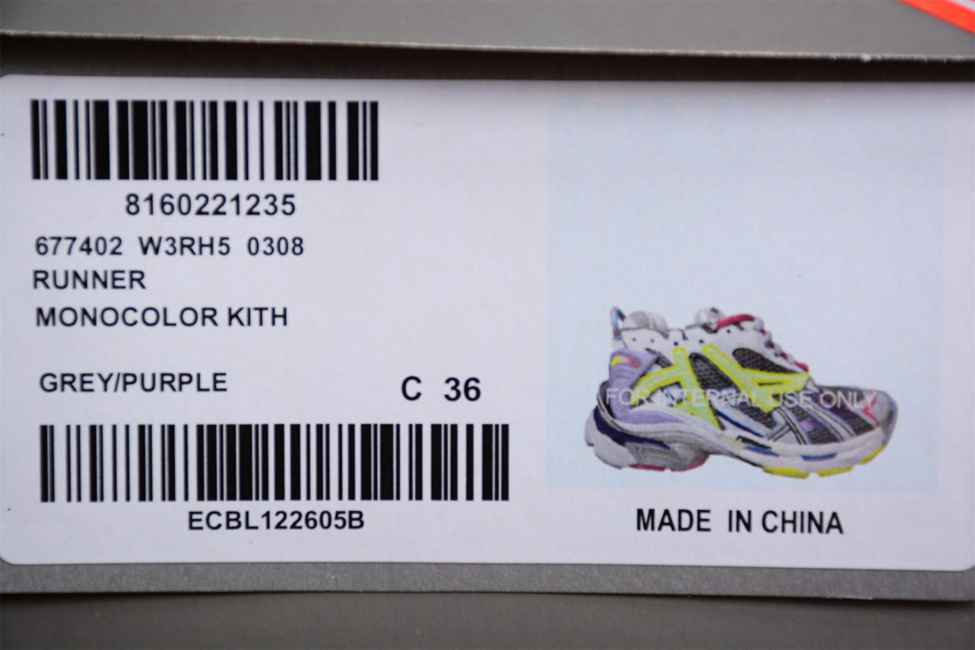 8160221235
677402 W3RH5 0308
RUNNER
MONOCOLOR KITH
GREY/PURPLE
C 36
ECBL122605B
FOR INTERNAL USE ONLY
MADE IN CHINA